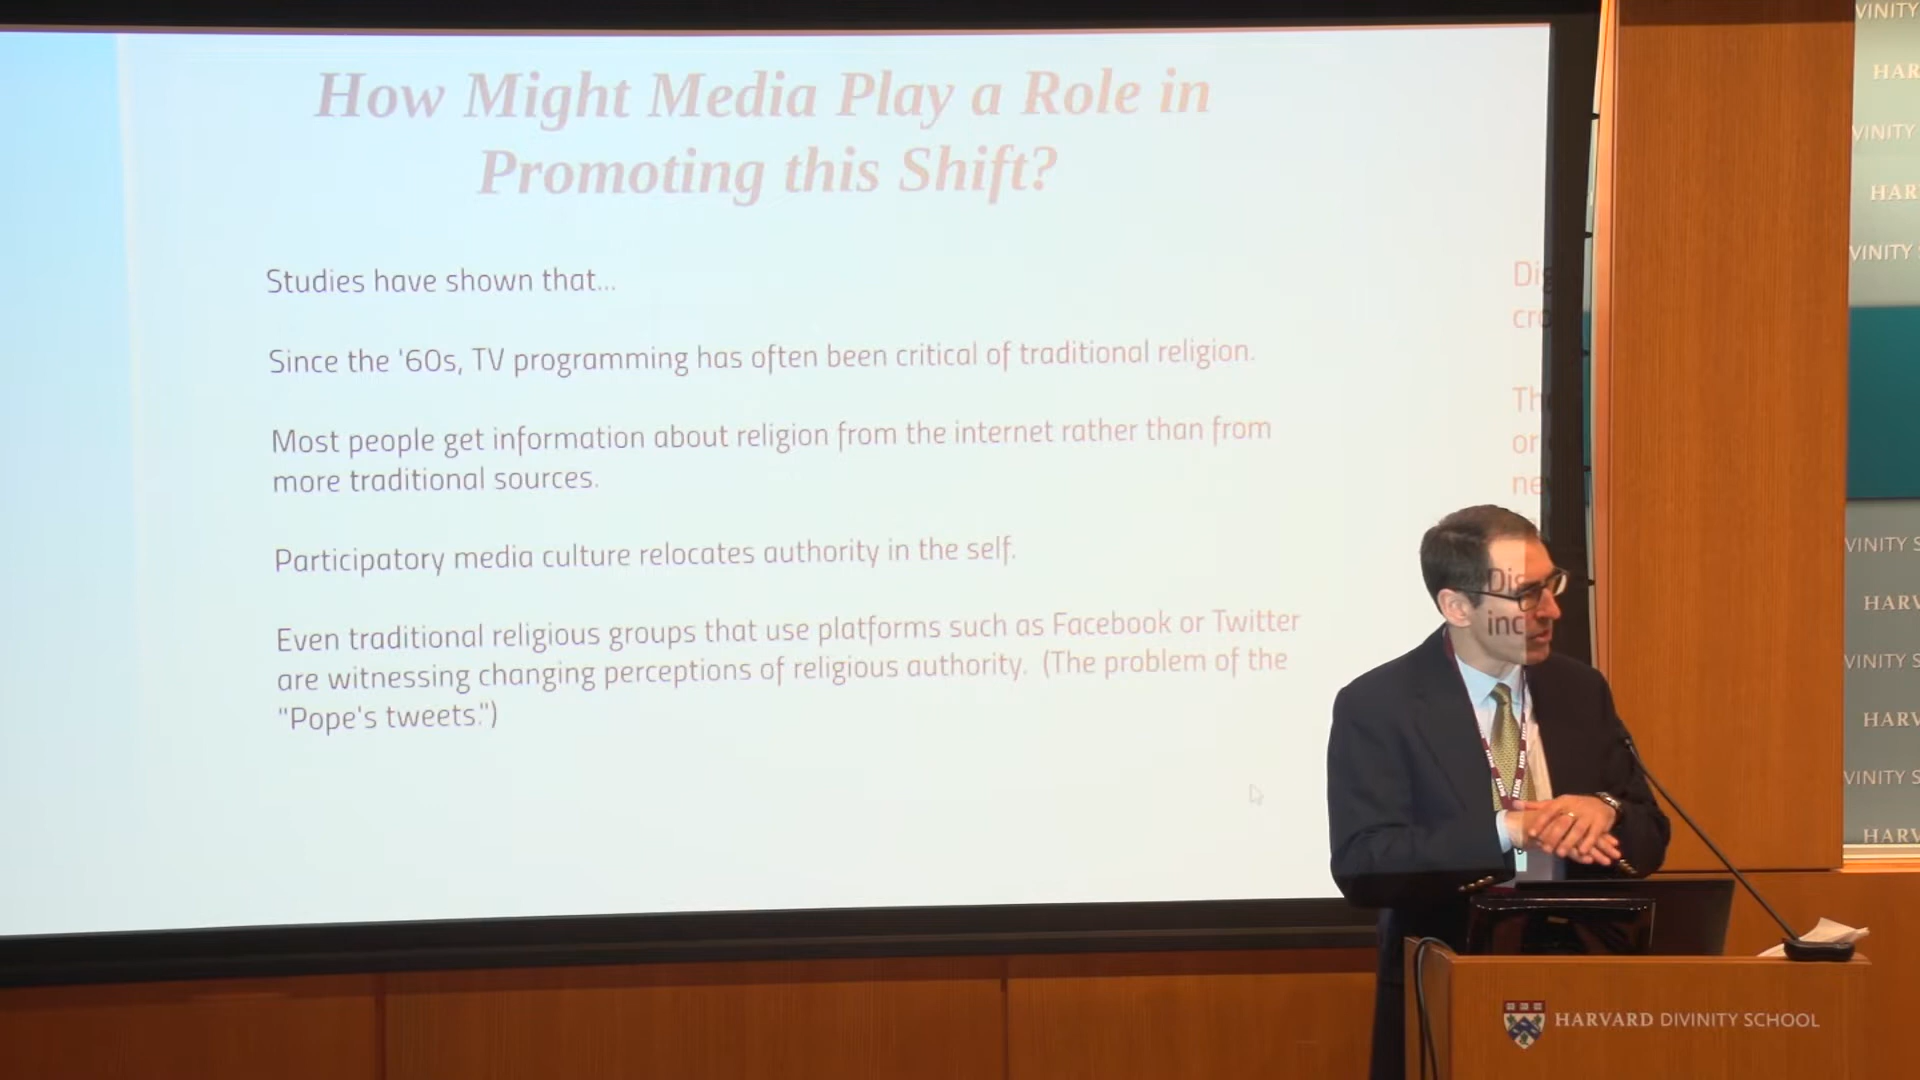 How Might Media Play a Role in
Promoting this Shift?
Studies have shown that...
Since the '60s, TV programming has often been critical of traditional religion.
Most people get information about religion from the internet rather than from
more traditional sources.
Participatory media culture relocates authority in the self.
Even traditional religious groups that use platforms such as Facebook or Twitter
are witnessing changing perceptions of religious authority. (The problem of the
"Pope's tweets.")
HDS
HARVARD DIVINITY SCHOOL